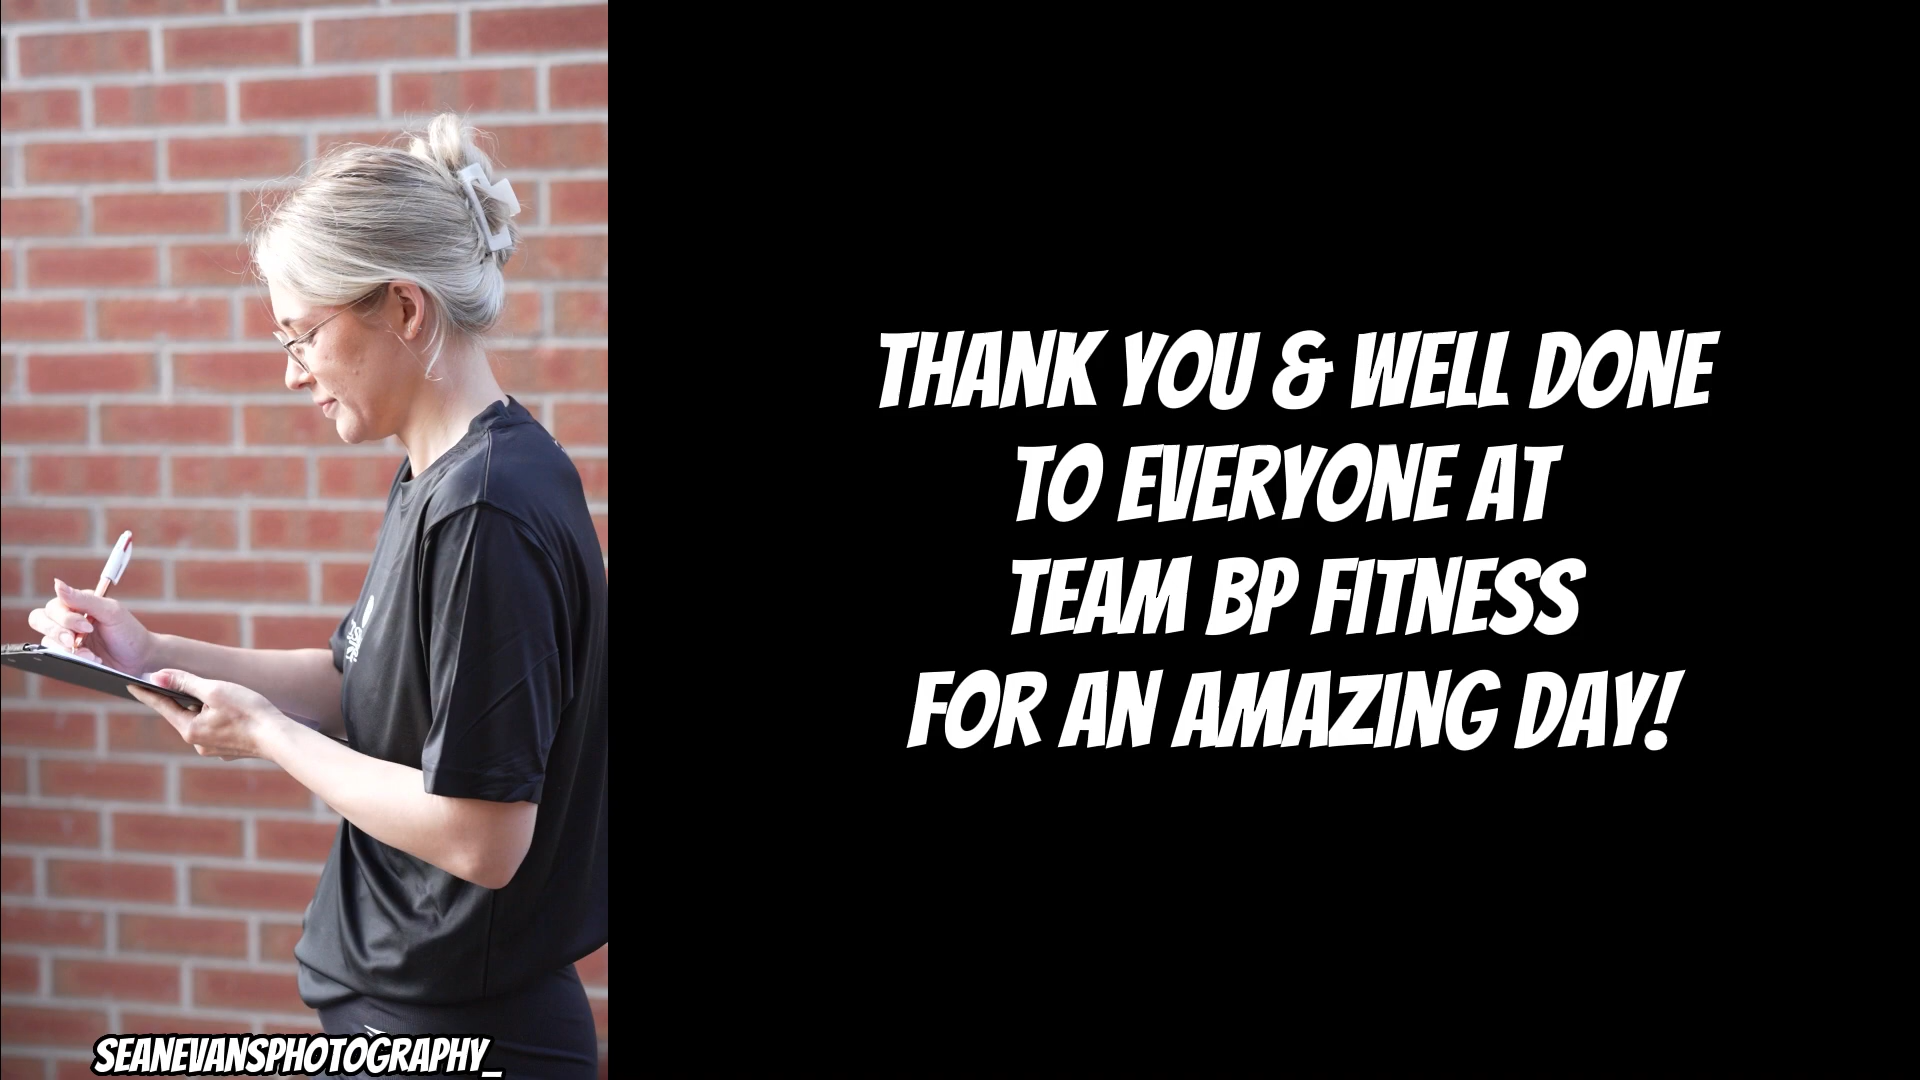 THANK YOU & WELL DONE
TO EVERYONE AT
TEAM BP FITNESS
FOR AN AMAZING DAY!
SEANEVANSPHOTOGRAPHY_